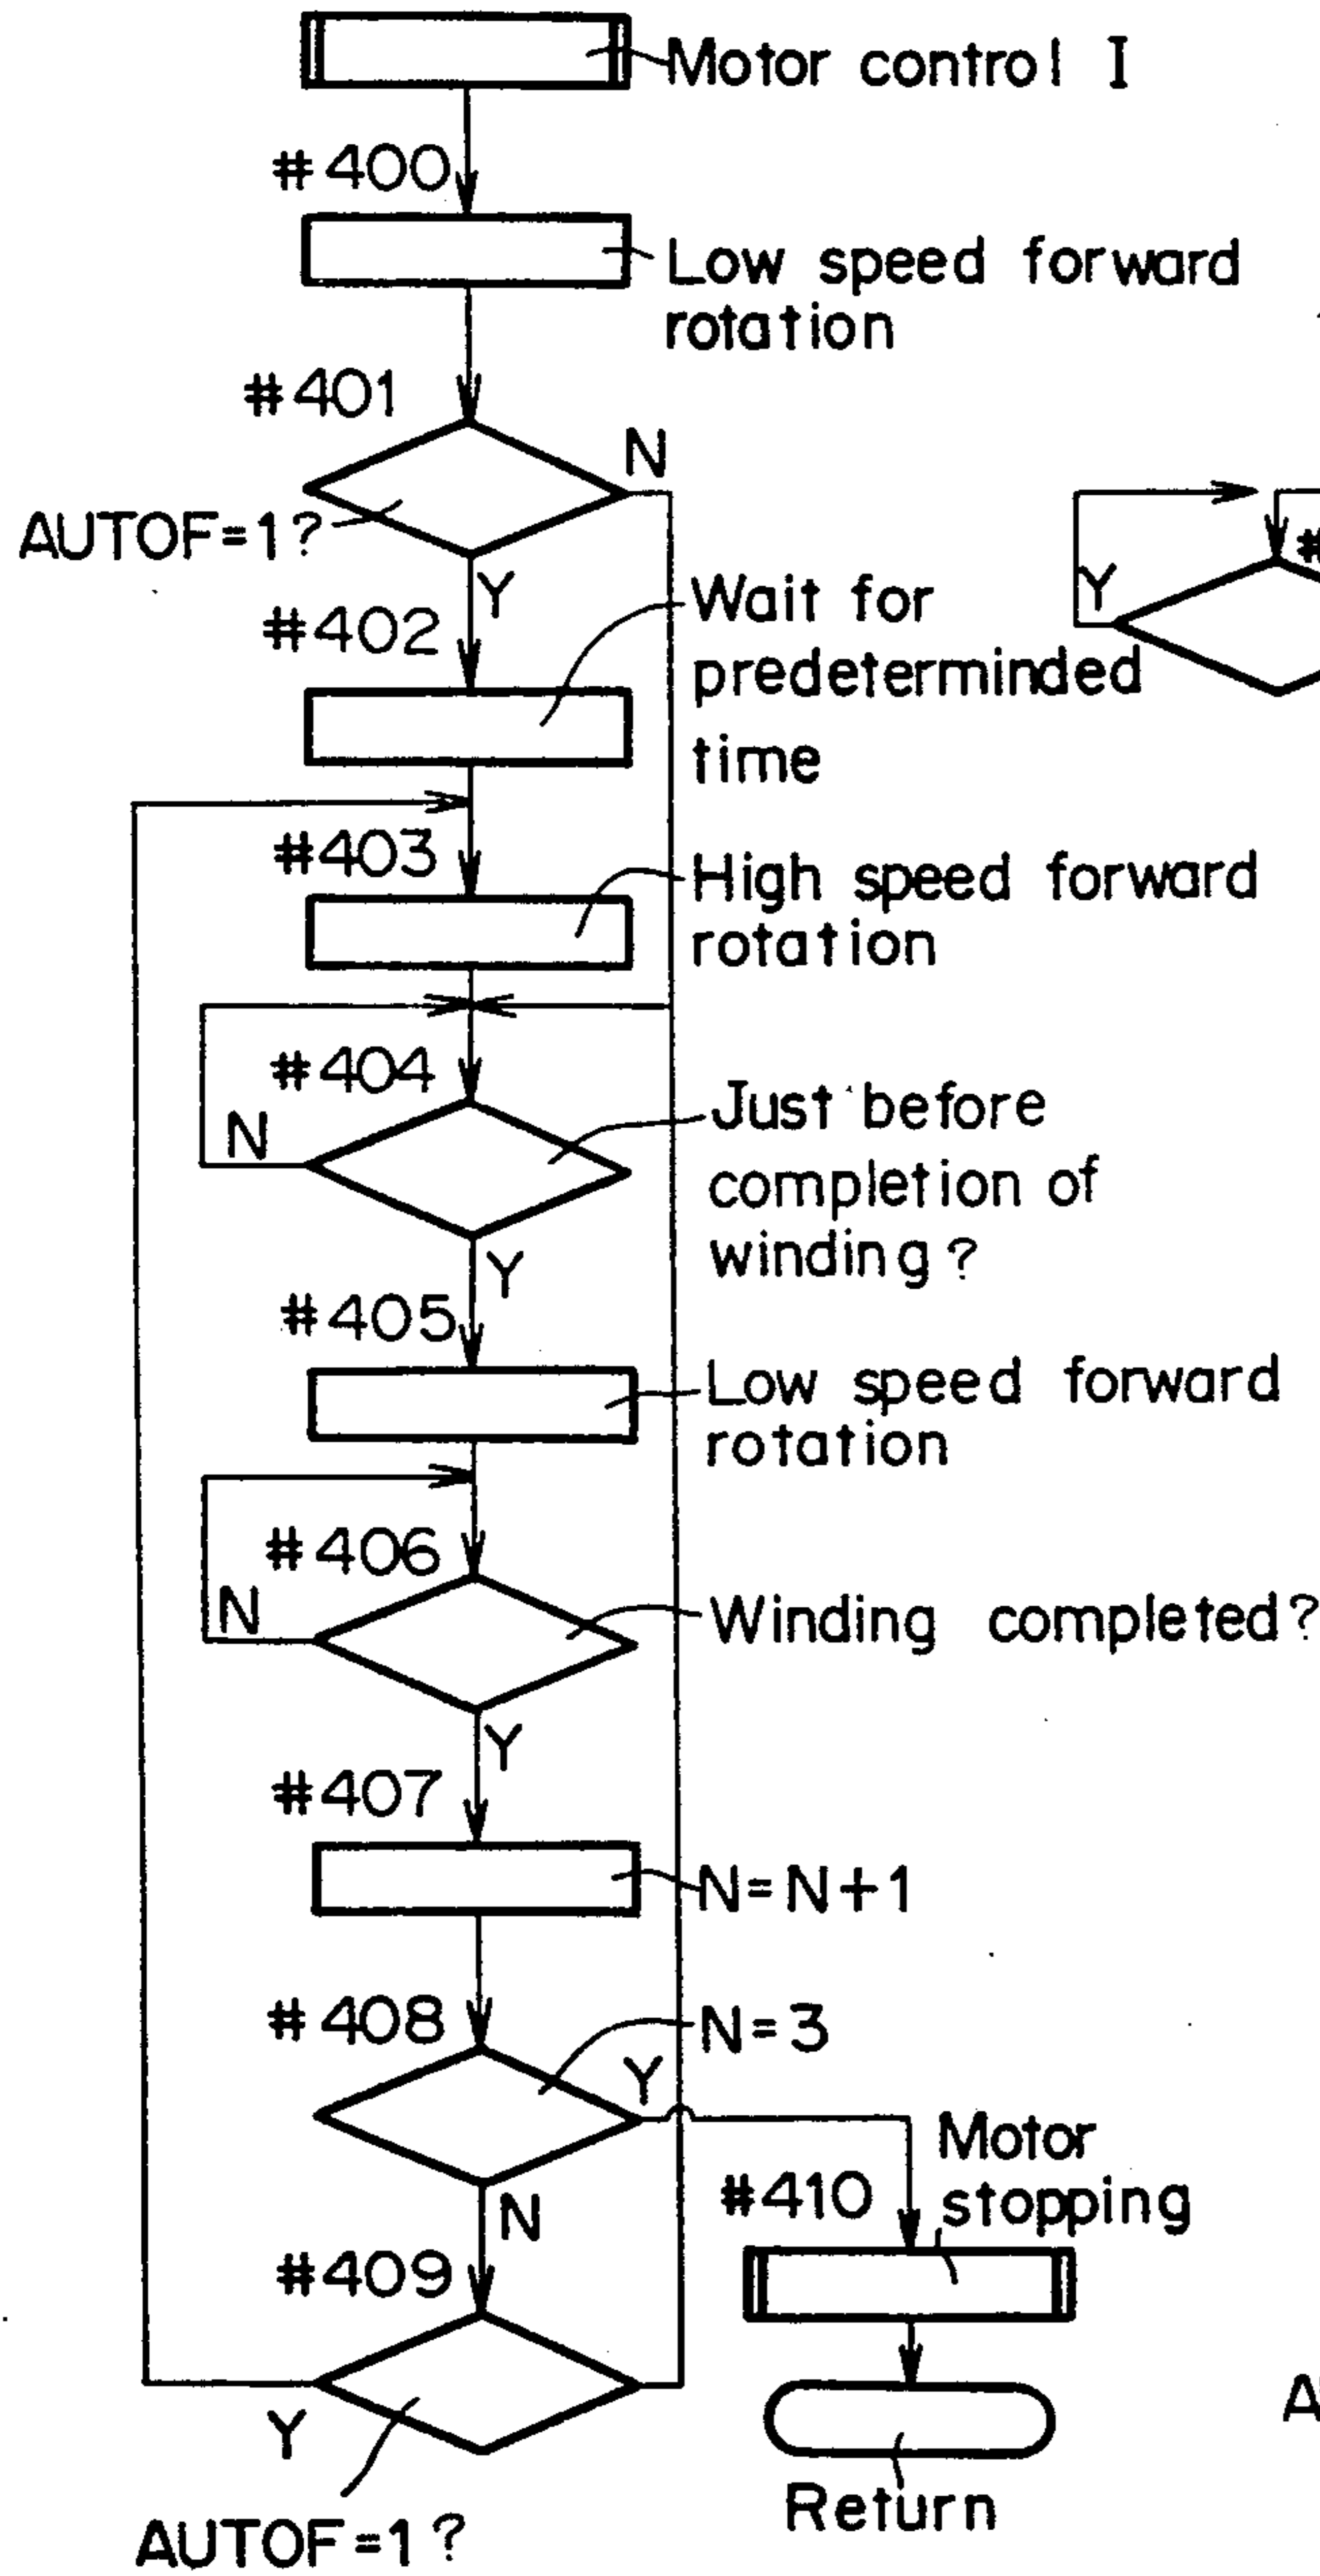 Motor control I
#400
Low speed forward
rotation
#401
N
AUTOF=1?
Y
#402
Wait for
predeterminded
time
Y
#
#403
High speed forward
rotation
#404
N
Just before
completion of
winding?
Y
#405
Low speed forward
rotation
#406
N
Winding completed?
Y
#407
N=N+1
#408
N=3
Y
Motor
stopping
#410
N
#409
Y
AUTOF=1?
Return
A